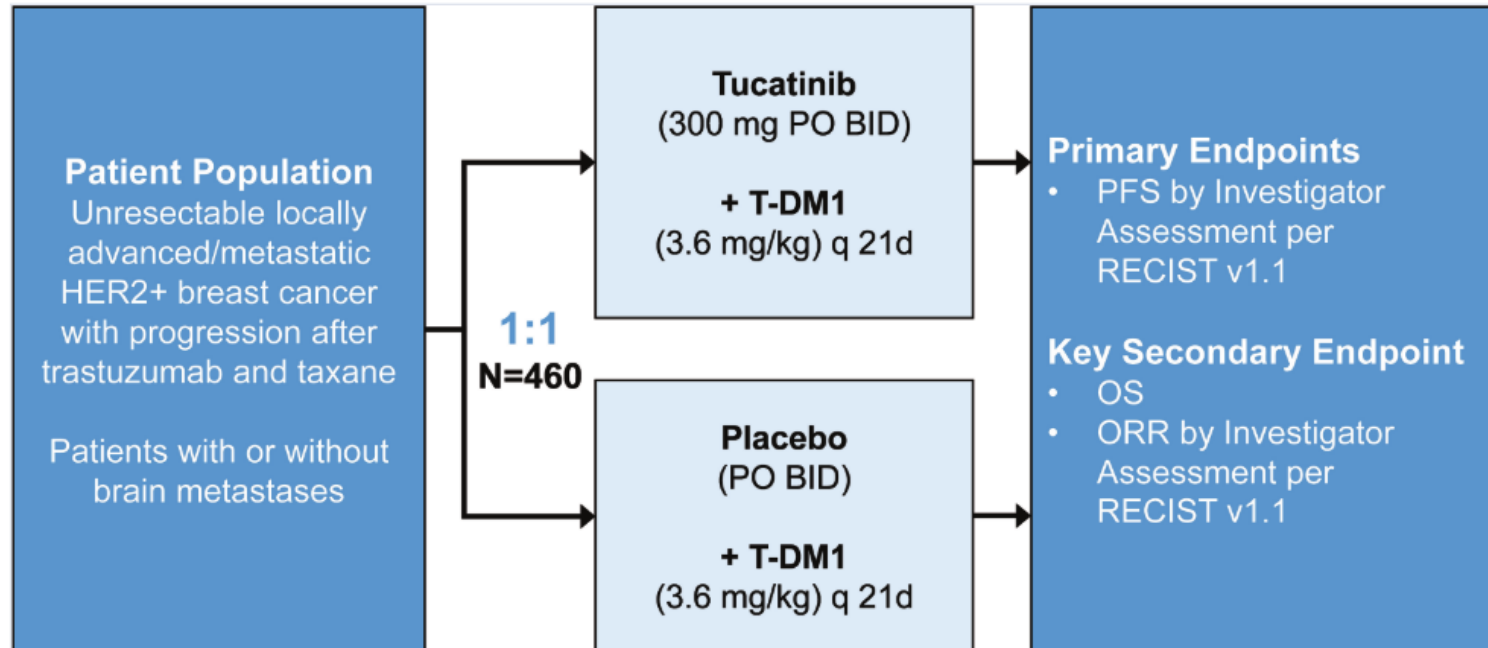 Patient Population
Unresectable locally
advanced/metastatic
HER2+ breast cancer
with progression after
trastuzumab and taxane
Patients with or without
brain metastases
1:1
N=460
Tucatinib
(300 mg PO BID)
+ T-DM1
(3.6 mg/kg) q 21d
Placebo
(PO BID)
+ T-DM1
(3.6 mg/kg) q 21d
Primary Endpoints
• PFS by Investigator
Assessment per
RECIST v1.1
Key Secondary Endpoint
• OS
• ORR by Investigator
Assessment per
RECIST v1.1